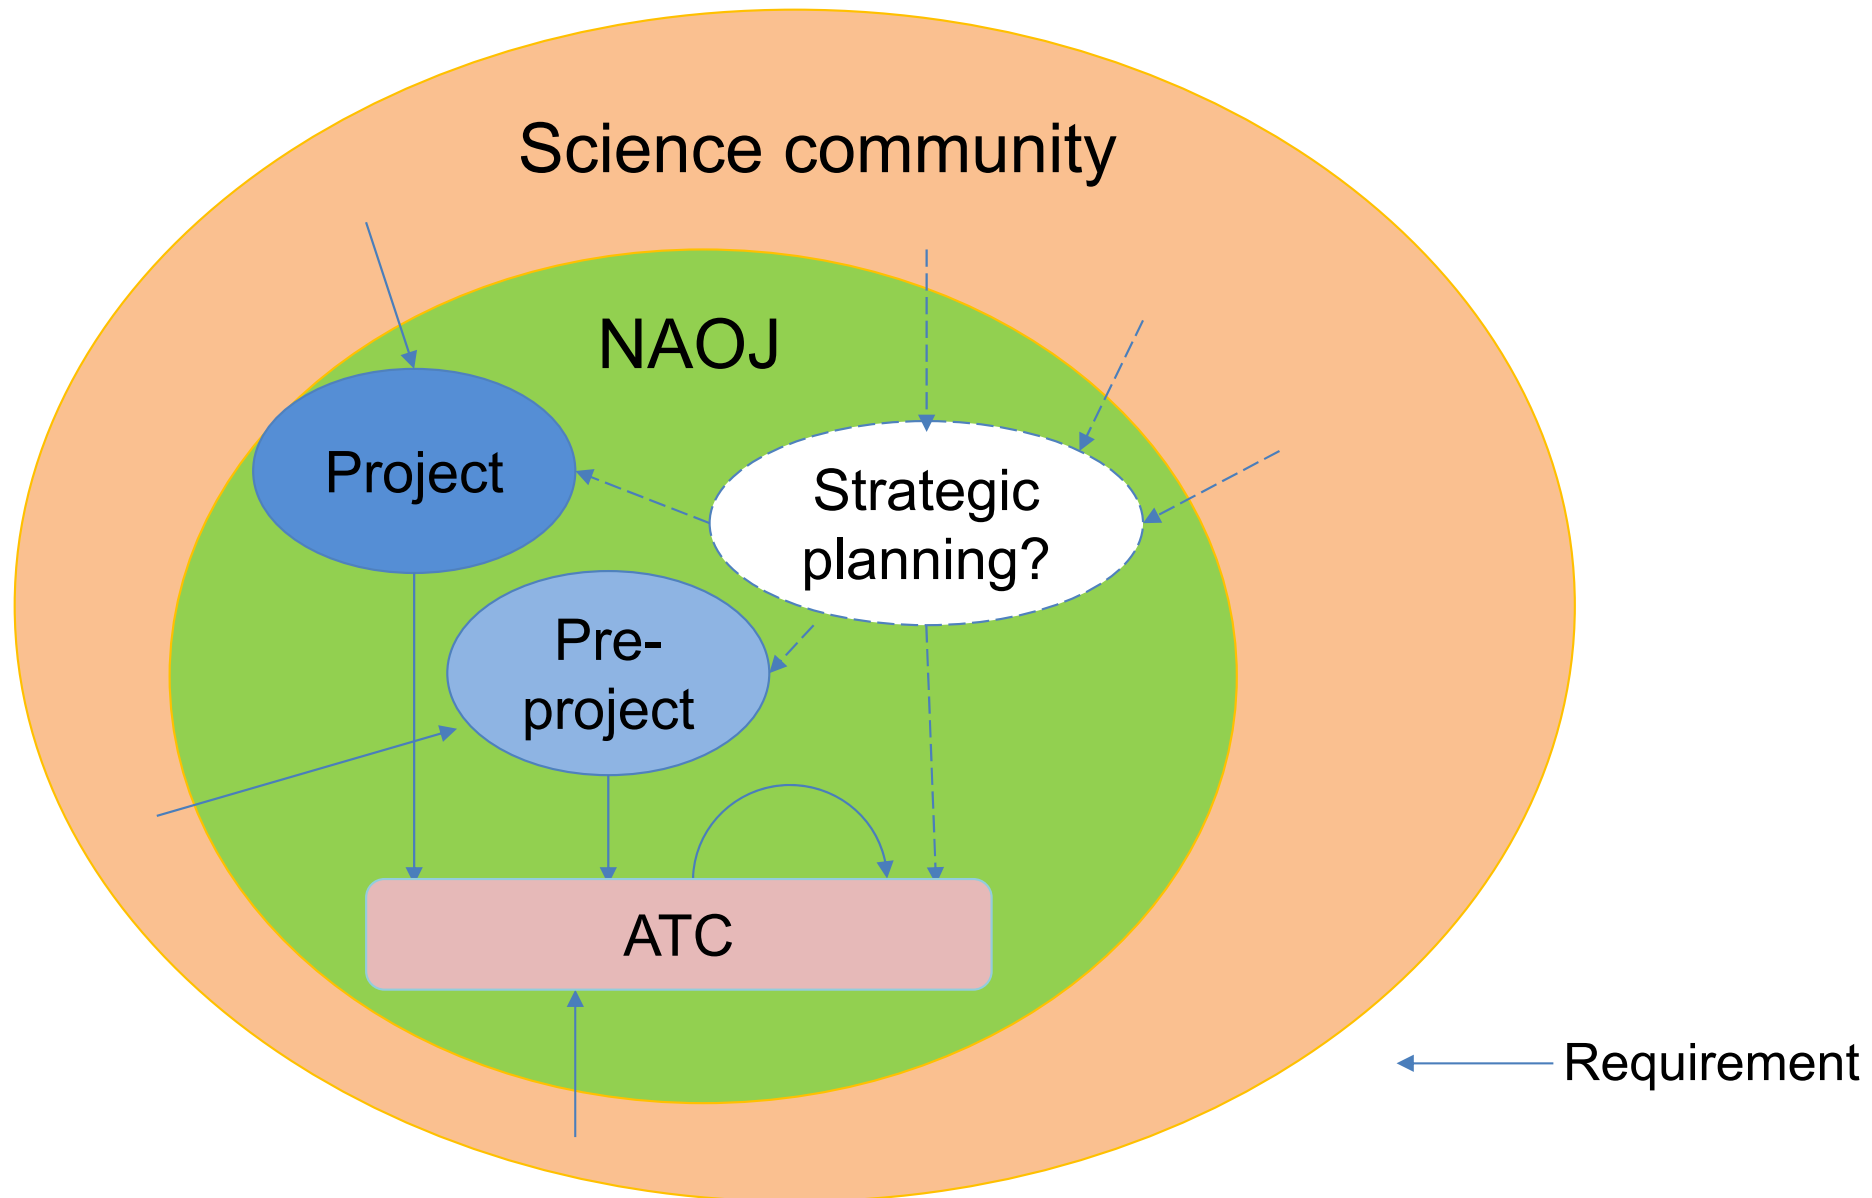 Science community
NAOJ
Project
Strategic
planning?
Pre-
project
ATC
Requirement